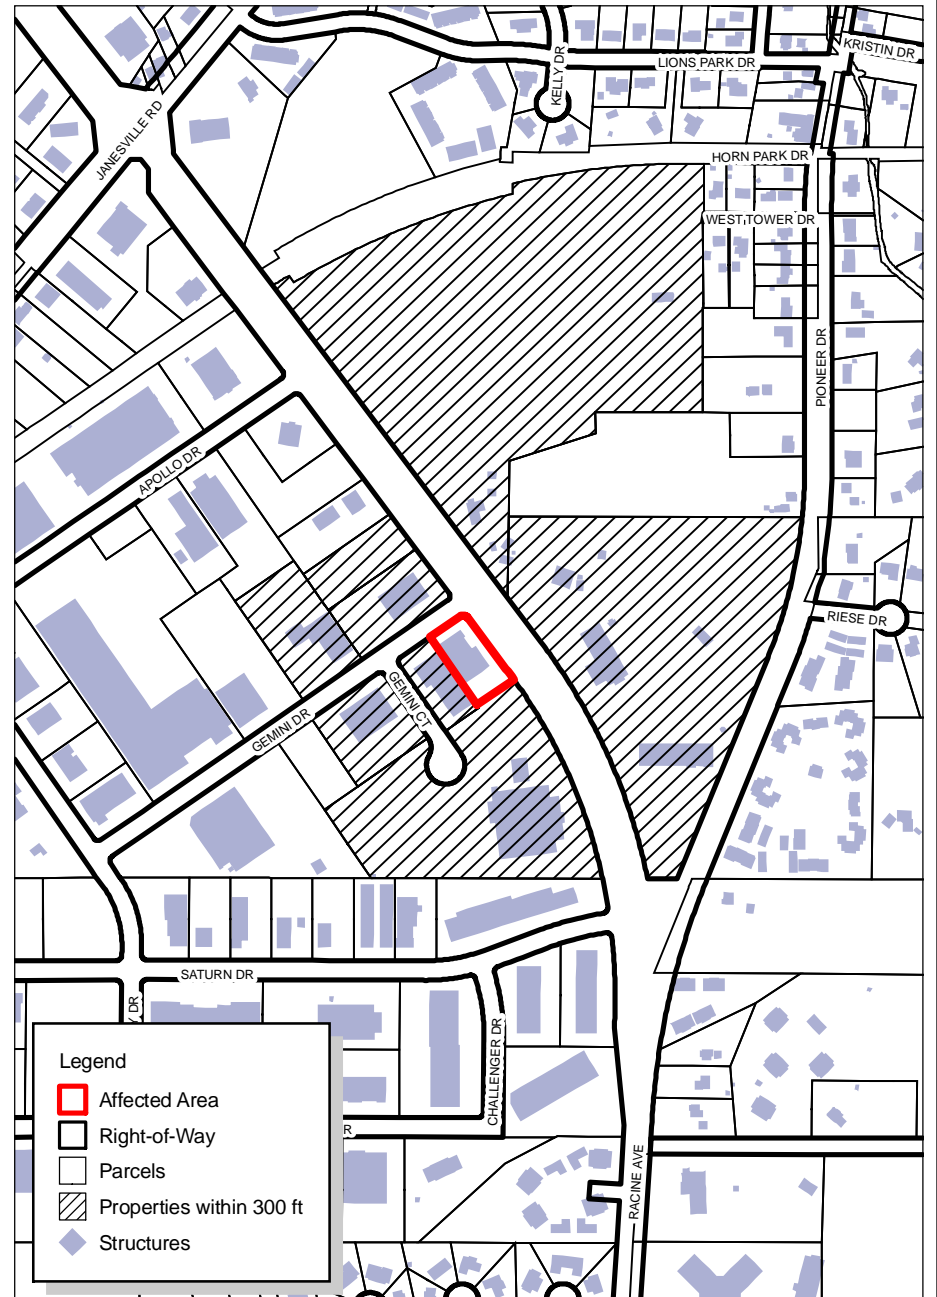 KRISTIN DR
LIONS PARK DR
KELLY DR
JANESVILLE RD
HORN PARK DR
WEST TOWER DR
PIONEER DR
APOLLO DR
RIESE DR
GEMINI CT
GEMINI DR
SATURN DR
Y DR
CHALLENGER DR
R
RACINE AVE
Legend
Affected Area
Right-of-Way
Parcels
Properties within 300 ft
Structures